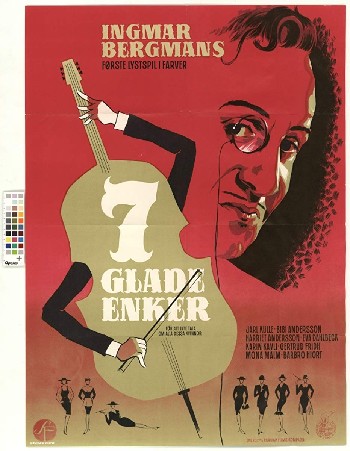 INGMAR
BERGMANS
FØRSTE LYSTSPIL I FARVER
7
GLADE
ENKER
JARL KULLE · BIBI ANDERSSON
HARRIET ANDERSSON · EVA DAHLBECK
KARIN KAVLI · GERTRUD FRIDH
MONA MALM · BARBRO HIORT